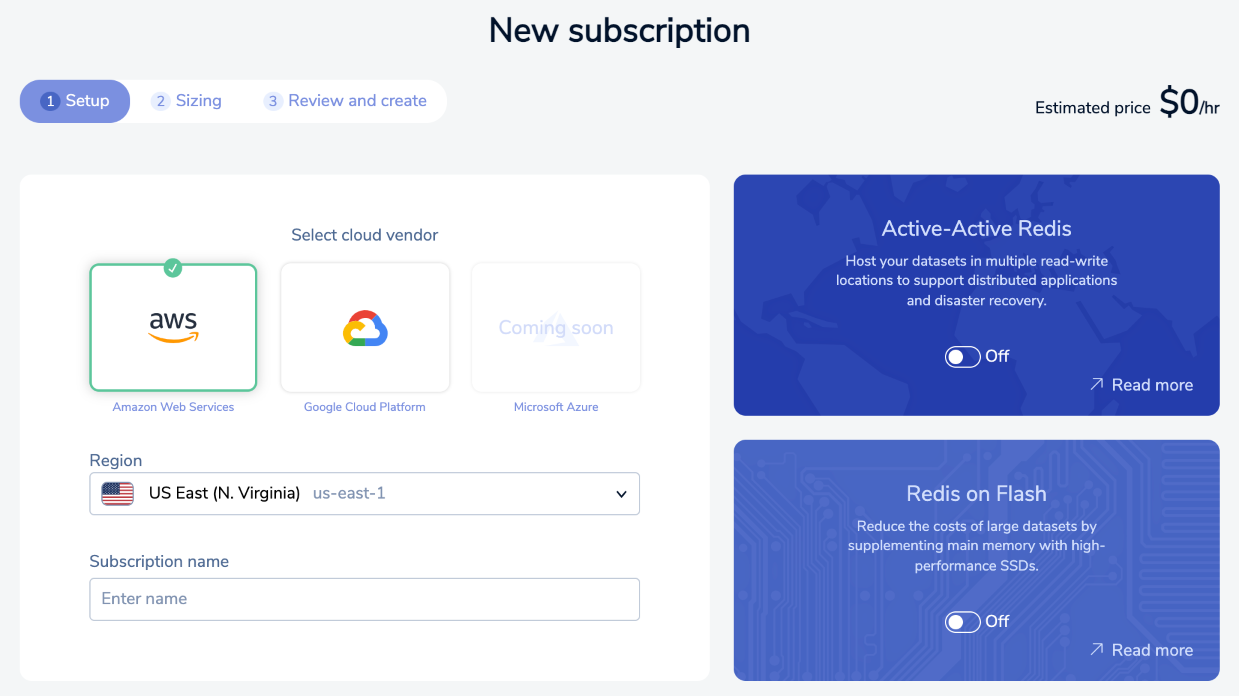 New subscription
1 Setup
2 Sizing
3 Review and create
Estimated price $0/hr
Select cloud vendor
aws
Coming soon
Amazon Web Services
Google Cloud Platform
Microsoft Azure
Region
US East (N. Virginia) us-east-1
Subscription name
Enter name
Active-Active Redis
Host your datasets in multiple read-write
locations to support distributed applications
and disaster recovery.
Off
Read more
Redis on Flash
Reduce the costs of large datasets by
supplementing main memory with high-
performance SSDs.
Off
Read more